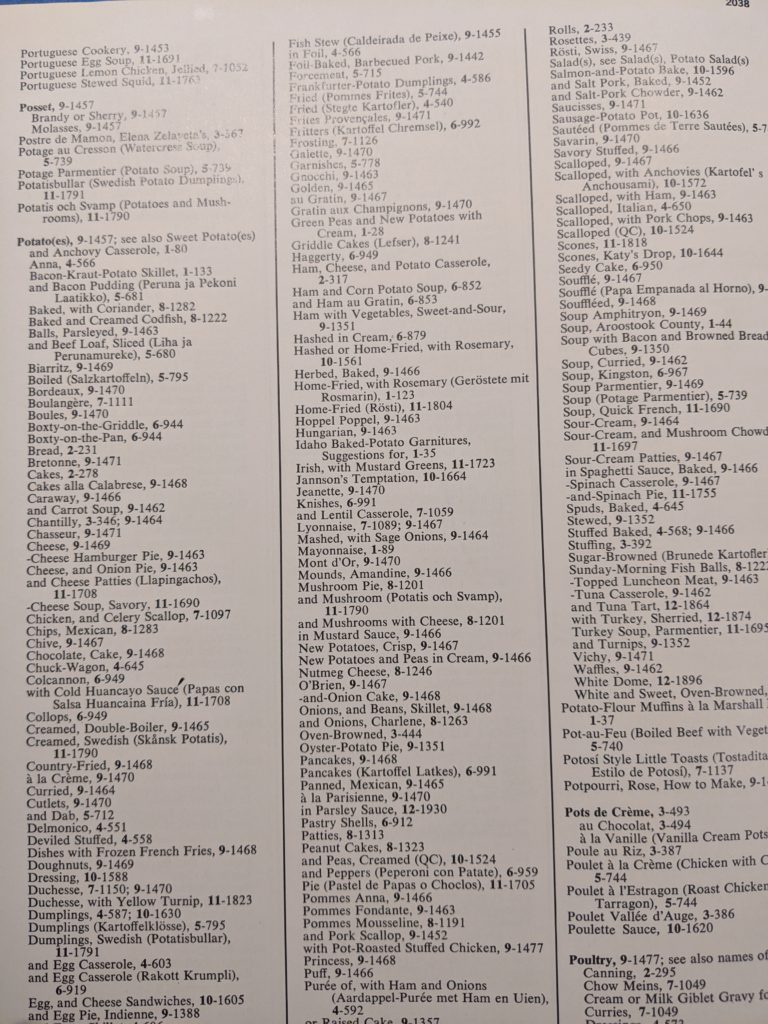 2038
Portuguese Cookery, 9-1453
Portuguese Egg Soup, 11-1691
Portuguese Lemon Chicken, Jellied, 7-1052
Portuguese Stewed Squid, 11-1763
Posset, 9-1457
Brandy or Sherry, 9-1457
Molasses, 9-1457
Postre de Mamon, Elena Zelayeta's, 3-367
Potage au Cresson (Watercress Soup),
5-739
Potage Parmentier (Potato Soup), 5-739
Potatisbullar (Swedish Potato Dumplings),
11-1791
Potatis och Svamp (Potatoes and Mush-
rooms), 11-1790
Potato(es), 9-1457; see also Sweet Potato(es)
and Anchovy Casserole, 1-80
Anna, 4-566
Bacon-Kraut-Potato Skillet, 1-133
and Bacon Pudding (Peruna ja Pekoni
Laatikko), 5-681
Baked, with Coriander, 8-1282
Baked and Creamed Codfish, 8-1222
Balls, Parsleyed, 9-1463
and Beef Loaf, Sliced (Liha ja
Perunamureke), 5-680
Biarritz, 9-1469
Boiled (Salzkartoffeln), 5-795
Bordeaux, 9-1470
Boulangère, 7-1111
Boules, 9-1470
Boxty-on-the-Griddle, 6-944
Boxty-on-the-Pan, 6-944
Bread, 2-231
Bretonne, 9-1471
Cakes, 2-278
Cakes alla Calabrese, 9-1468
Caraway, 9-1466
and Carrot Soup, 9-1462
Chantilly, 3-346; 9-1464
Chasseur, 9-1471
Cheese, 9-1469
-Cheese Hamburger Pie, 9-1463
Cheese, and Onion Pie, 9-1463
and Cheese Patties (Llapingachos),
11-1708
-Cheese Soup, Savory, 11-1690
Chicken, and Celery Scallop, 7-1097
Chips, Mexican, 8-1283
Chive, 9-1467
Chocolate, Cake, 9-1468
Chuck-Wagon, 4-645
Colcannon, 6-949
with Cold Huancayo Sauce (Papas con
Salsa Huancaina Fría), 11-1708
Collops, 6-949
Creamed, Double-Boiler, 9-1465
Creamed, Swedish (Skånsk Potatis),
11-1790
Country-Fried, 9-1468
à la Crème, 9-1470
Curried, 9-1464
Cutlets, 9-1470
and Dab, 5-712
Delmonico, 4-551
Deviled Stuffed, 4-558
Dishes with Frozen French Fries, 9-1468
Doughnuts, 9-1469
Dressing, 10-1588
Duchesse, 7-1150; 9-1470
Duchesse, with Yellow Turnip, 11-1823
Dumplings, 4-587; 10-1630
Dumplings (Kartoffelklösse), 5-795
Dumplings, Swedish (Potatisbullar),
11-1791
and Egg Casserole, 4-603
and Egg Casserole (Rakott Krumpli),
6-919
Egg, and Cheese Sandwiches, 10-1605
and Egg Pie, Indienne, 9-1388
Fish Stew (Caldeirada de Peixe), 9-1455
in Foil, 4-566
Foil-Baked, Barbecued Pork, 9-1442
Forcement, 5-715
Frankfurter-Potato Dumplings, 4-586
Fried (Pommes Frites), 5-744
Fried (Stegte Kartofler), 4-540
Frites Provençales, 9-1471
Fritters (Kartoffel Chremsel), 6-992
Frosting, 7-1126
Galette, 9-1470
Garnishes, 5-778
Gnocchi, 9-1463
Golden, 9-1465
au Gratin, 9-1467
Gratin aux Champignons, 9-1470
Green Peas and New Potatoes with
Cream, 1-28
Griddle Cakes (Lefser), 8-1241
Haggerty, 6-949
Ham, Cheese, and Potato Casserole,
2-317
Ham and Corn Potato Soup, 6-852
and Ham au Gratin, 6-853
Ham with Vegetables, Sweet-and-Sour,
9-1351
Hashed in Cream, 6-879
Hashed or Home-Fried, with Rosemary,
10-1561
Herbed, Baked, 9-1466
Home-Fried, with Rosemary (Geröstete mit
Rosmarin), 1-123
Home-Fried (Rösti), 11-1804
Hoppel Poppel, 9-1463
Hungarian, 9-1463
Idaho Baked-Potato Garnitures,
Suggestions for, 1-35
Irish, with Mustard Greens, 11-1723
Jannson's Temptation, 10-1664
Jeanette, 9-1470
Knishes, 6-991
and Lentil Casserole, 7-1059
Lyonnaise, 7-1089; 9-1467
Mashed, with Sage Onions, 9-1464
Mayonnaise, 1-89
Mont d'Or, 9-1470
Mounds, Amandine, 9-1466
Mushroom Pie, 8-1201
and Mushroom (Potatis och Svamp),
11-1790
and Mushrooms with Cheese, 8-1201
in Mustard Sauce, 9-1466
New Potatoes, Crisp, 9-1467
New Potatoes and Peas in Cream, 9-1466
Nutmeg Cheese, 8-1246
O'Brien, 9-1467
-and-Onion Cake, 9-1468
Onions, and Beans, Skillet, 9-1468
and Onions, Charlene, 8-1263
Oven-Browned, 3-444
Oyster-Potato Pie, 9-1351
Pancakes, 9-1468
Pancakes (Kartoffel Latkes), 6-991
Panned, Mexican, 9-1465
à la Parisienne, 9-1470
in Parsley Sauce, 12-1930
Pastry Shells, 6-912
Patties, 8-1313
Peanut Cakes, 8-1323
and Peas, Creamed (QC), 10-1524
and Peppers (Peperoni con Patate), 6-959
Pie (Pastel de Papas o Choclos), 11-1705
Pommes Anna, 9-1466
Pommes Fondante, 9-1463
Pommes Mousseline, 8-1191
and Pork Scallop, 9-1452
with Pot-Roasted Stuffed Chicken, 9-1477
Princess, 9-1468
Puff, 9-1466
Purée of, with Ham and Onions
(Aardappel-Purée met Ham en Uien),
4-592
or Raised Cake, 9-1357
Rolls, 2-233
Rosettes, 3-439
Rösti, Swiss, 9-1467
Salad(s), see Salad(s), Potato Salad(s)
Salmon-and-Potato Bake, 10-1596
and Salt Pork, Baked, 9-1452
and Salt-Pork Chowder, 9-1462
Saucisses, 9-1471
Sausage-Potato Pot, 10-1636
Sautéed (Pommes de Terre Sautées), 5-7
Savarin, 9-1470
Savory Stuffed, 9-1466
Scalloped, 9-1467
Scalloped, with Anchovies (Kartofel's
Anchousami), 10-1572
Scalloped, with Ham, 9-1463
Scalloped, Italian, 4-650
Scalloped, with Pork Chops, 9-1463
Scalloped (QC), 10-1524
Scones, 11-1818
Scones, Katy's Drop, 10-1644
Seedy Cake, 6-950
Soufflé, 9-1467
Soufflé (Papa Empanada al Horno), 9-
Souffléed, 9-1468
Soup Amphitryon, 9-1469
Soup, Aroostook County, 1-44
Soup with Bacon and Browned Bread
Cubes, 9-1350
Soup, Curried, 9-1462
Soup, Kingston, 6-967
Soup Parmentier, 9-1469
Soup (Potage Parmentier), 5-739
Soup, Quick French, 11-1690
Sour-Cream, 9-1464
Sour-Cream, and Mushroom Chowd
11-1697
Sour-Cream Patties, 9-1467
in Spaghetti Sauce, Baked, 9-1466
-Spinach Casserole, 9-1467
-and-Spinach Pie, 11-1755
Spuds, Baked, 4-645
Stewed, 9-1352
Stuffed Baked, 4-568; 9-1466
Stuffing, 3-392
Sugar-Browned (Brunede Kartofler
Sunday-Morning Fish Balls, 8-1222
-Topped Luncheon Meat, 9-1463
-Tuna Casserole, 9-1462
and Tuna Tart, 12-1864
with Turkey, Sherried, 12-1874
Turkey Soup, Parmentier, 11-1695
and Turnips, 9-1352
Vichy, 9-1471
Waffles, 9-1462
White Dome, 12-1896
White and Sweet, Oven-Browned,
Potato-Flour Muffins à la Marshall
1-37
Pot-au-Feu (Boiled Beef with Veget
5-740
Potosí Style Little Toasts (Tostadita
Estilo de Potosí), 7-1137
Potpourri, Rose, How to Make, 9-1
Pots de Crème, 3-493
au Chocolat, 3-494
à la Vanille (Vanilla Cream Pots
Poule au Riz, 3-387
Poulet à la Crème (Chicken with C
5-744
Poulet à l'Estragon (Roast Chicken
Tarragon), 5-744
Poulet Vallée d'Auge, 3-386
Poulette Sauce, 10-1620
Poultry, 9-1477; see also names of
Canning, 2-295
Chow Meins, 7-1049
Cream or Milk Giblet Gravy fo
Curries, 7-1049